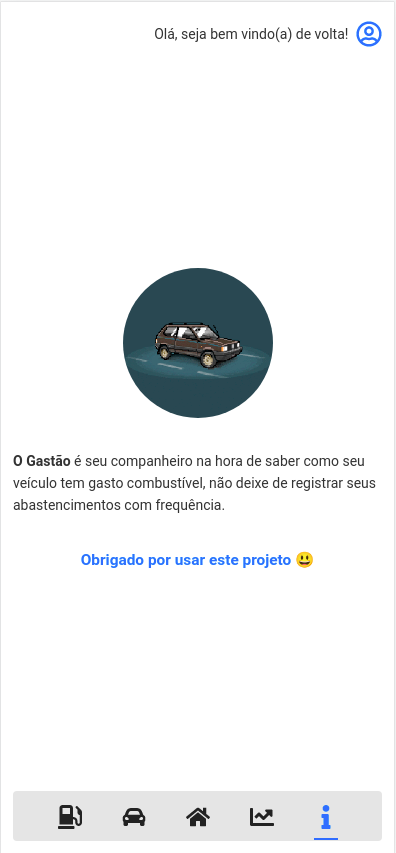 Olá, seja bem vindo(a) de volta!
O Gastão é seu companheiro na hora de saber como seu
veículo tem gasto combustível, não deixe de registrar seus
abastencimentos com frequência.
Obrigado por usar este projeto 😃